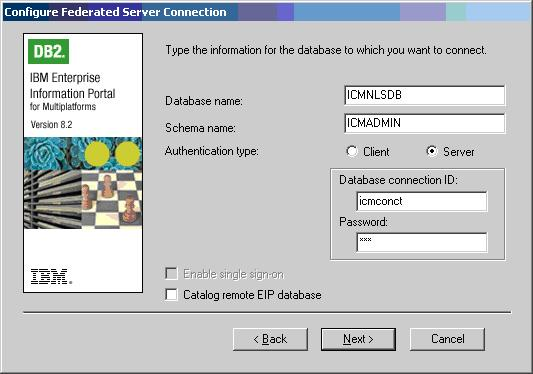 Configure Federated Server Connection
DB2.
IBM Enterprise
Information Portal
for Multiplatforms
Version 8.2
IBM.
Type the information for the database to which you want to connect.
Database name:
ICMNLSDB
Schema name:
ICMADMIN
Authentication type:
Client
Server
Database connection ID:
icmconct
Password:
***
Enable single sign-on
Catalog remote EIP database
< Back
Next >
Cancel